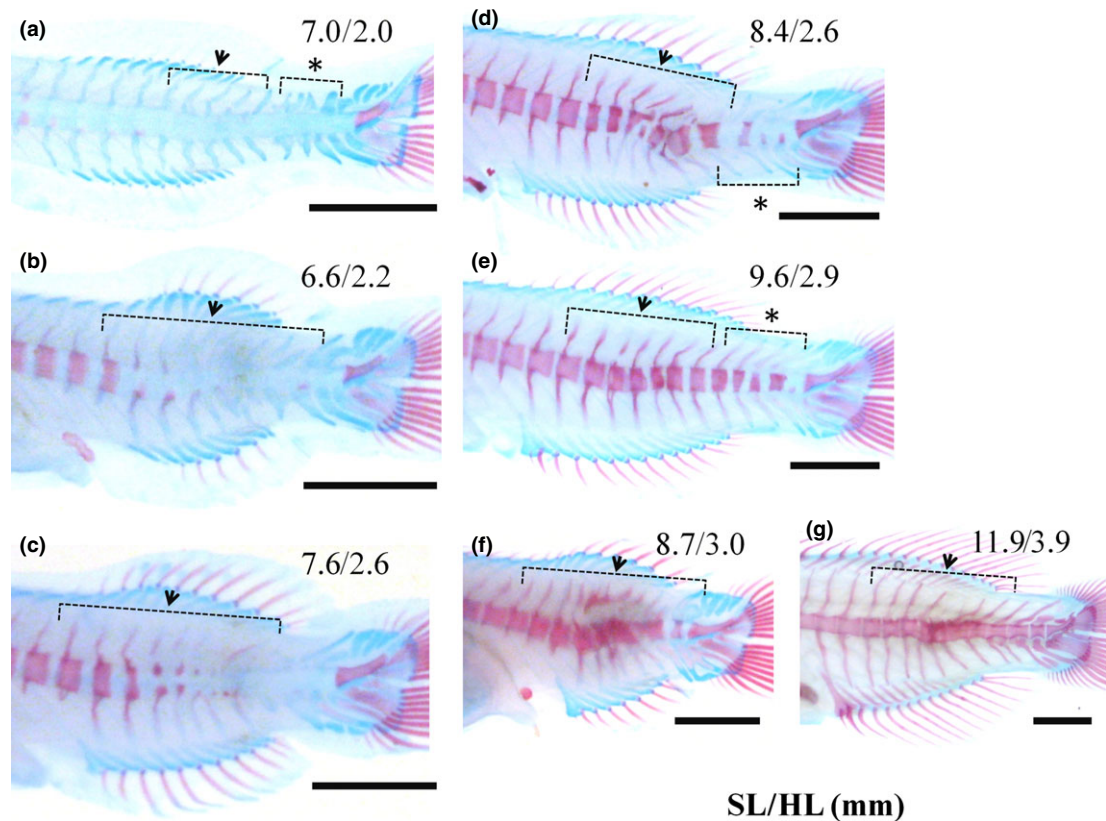 (a)
7.0/2.0
*
(b)
6.6/2.2
(c)
7.6/2.6
(d)
8.4/2.6
*
(e)
9.6/2.9
*
(f)
8.7/3.0
(g)
11.9/3.9
SL/HL (mm)